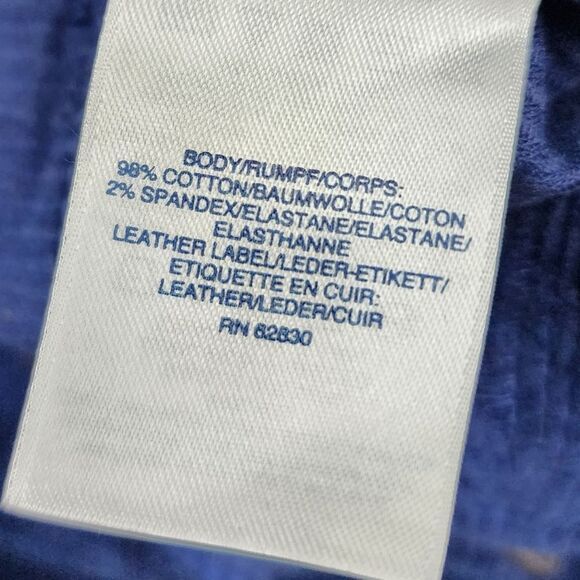 BODY/RUMPF/CORPS:
98% COTTON/BAUMWOLLE/COTON
2% SPANDEX/ELASTANE/ELASTANE/
ELASTHANNE
LEATHER LABEL/LEDER-ETIKETT/
ETIQUETTE EN CUIR:
LEATHER/LEDER/CUIR
RN 62830